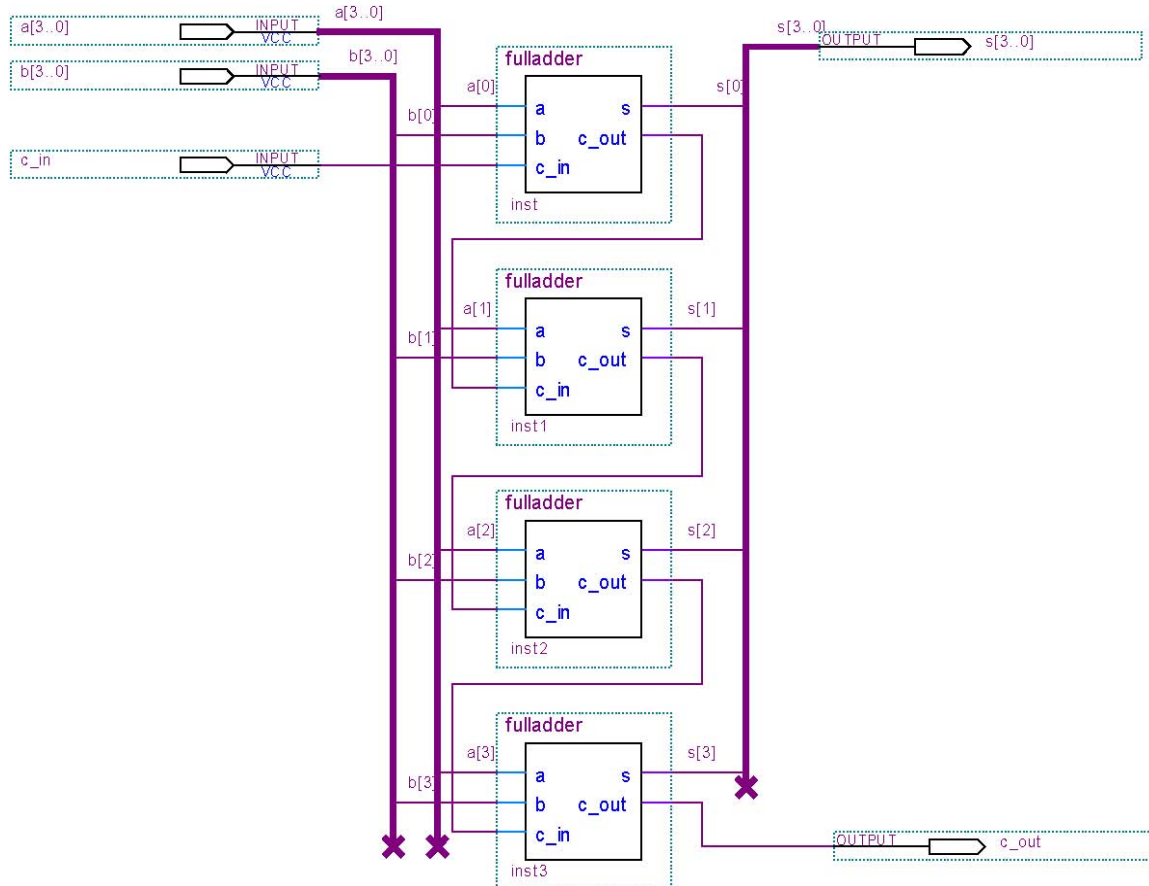 a[3..0]
INPUT
VCC
a[3..0]
b[3..0]
INPUT
VCC
b[3..0]
c_in
INPUT
VCC
s[3..0]
OUTPUT
s[3..0]
fulladder
a[0]
b[0]
a
s
b
c_out
c_in
s[0]
inst
fulladder
a[1]
b[1]
a
s
b
c_out
c_in
s[1]
inst1
fulladder
a[2]
b[2]
a
s
b
c_out
c_in
s[2]
inst2
fulladder
a[3]
b[3]
a
s
b
c_out
c_in
s[3]
inst3
OUTPUT
c_out